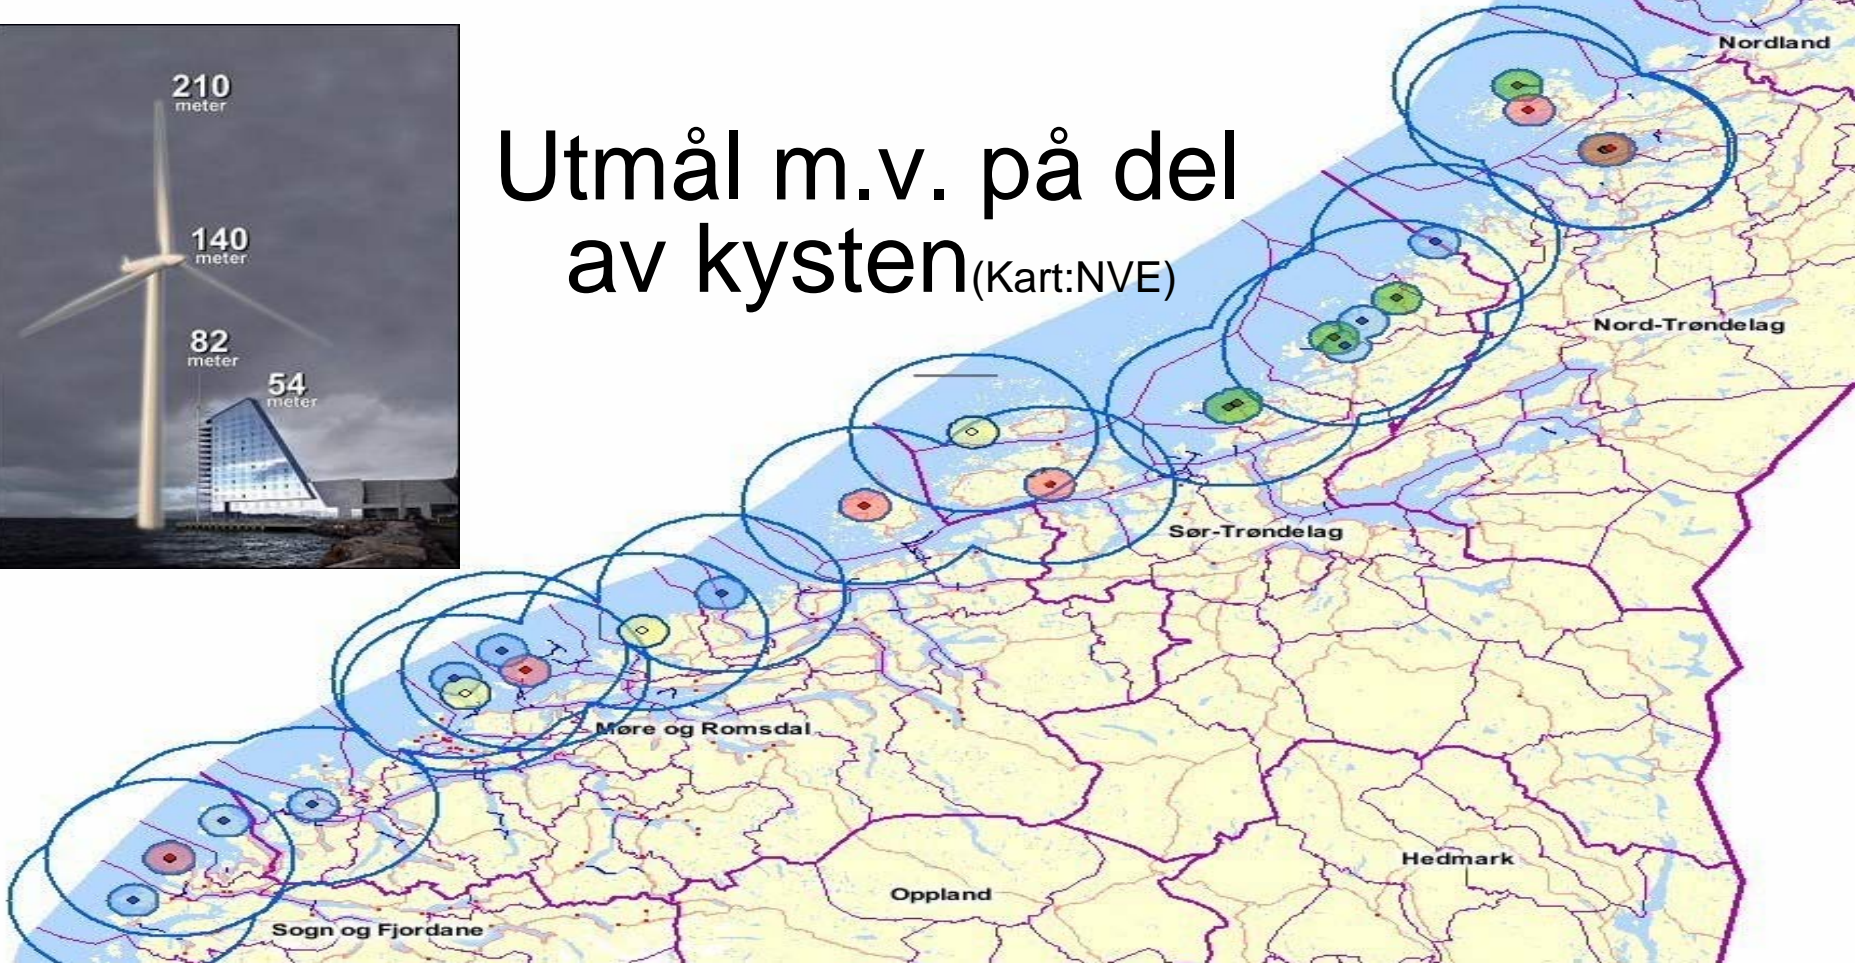 210
meter
140
meter
82
meter
54
meter
Utmål m.v. på del
av kysten(Kart:NVE)
Nordland
Nord-Trøndelag
Sør-Trøndelag
Møre og Romsdal
Hedmark
Oppland
Sogn og Fjordane